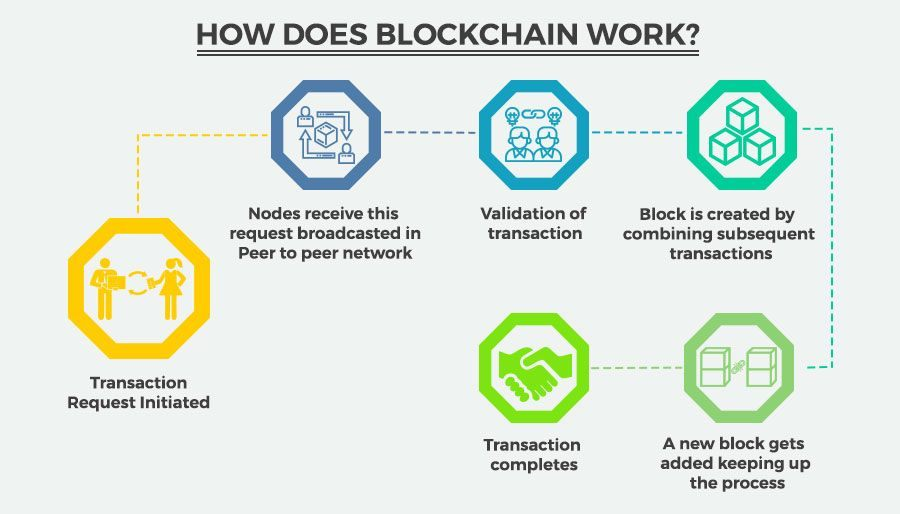 HOW DOES BLOCKCHAIN WORK?
Transaction
Request Initiated
Nodes receive this
request broadcasted in
Peer to peer network
Validation of
transaction
Block is created by
combining subsequent
transactions
A new block gets
added keeping up
the process
Transaction
completes